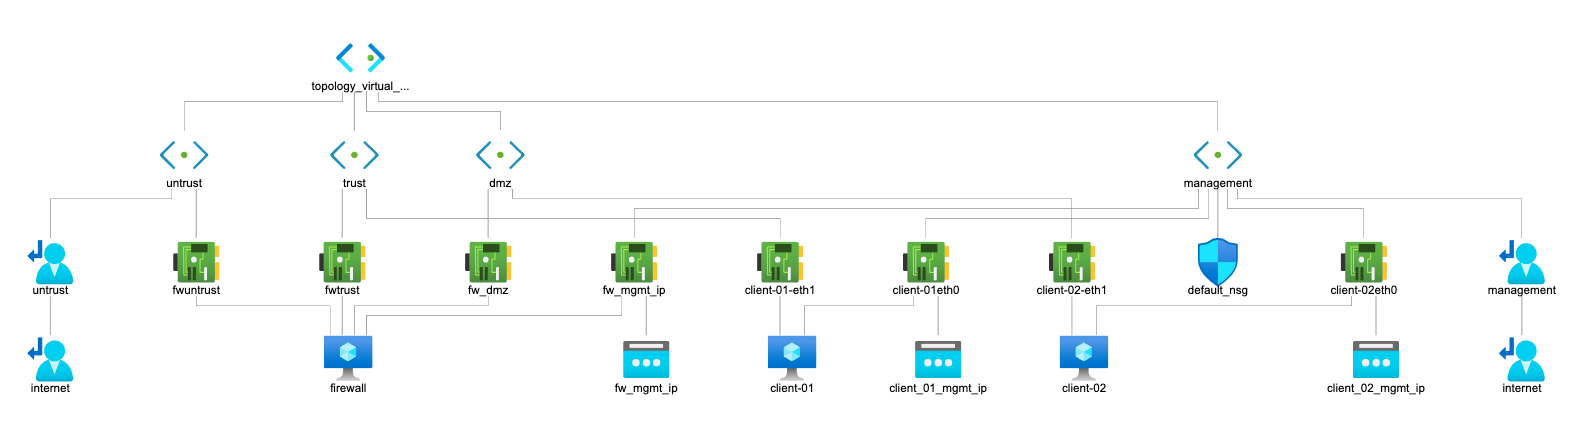 topology_virtual_...
untrust
trust
dmz
management
untrust
fwuntrust
fwtrust
fw_dmz
fw_mgmt_ip
client-01-eth1
client-01eth0
client-02-eth1
default_nsg
client-02eth0
management
internet
firewall
fw_mgmt_ip
client-01
client_01_mgmt_ip
client-02
client_02_mgmt_ip
internet